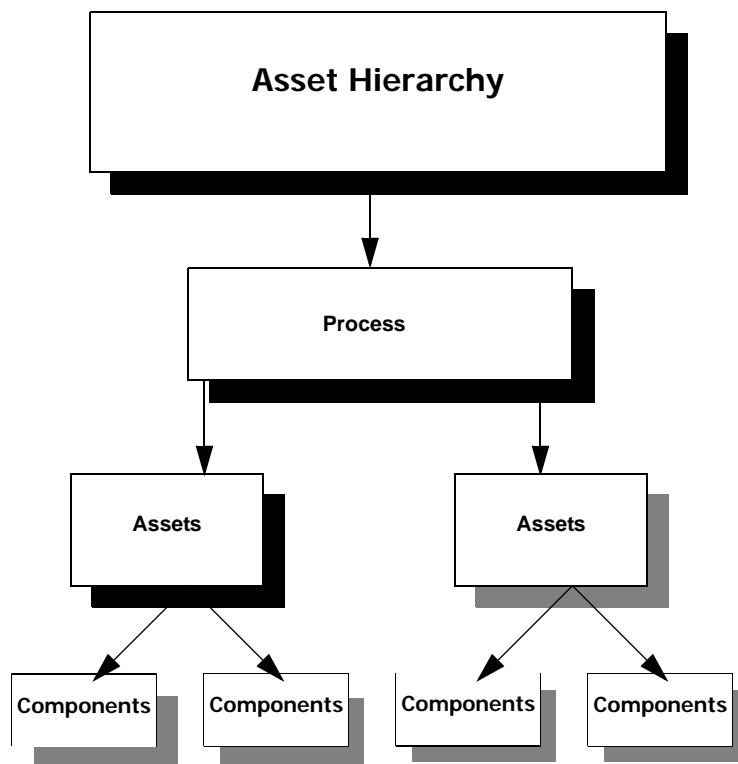 Asset Hierarchy
Process
Assets
Assets
Components
Components
Components
Components